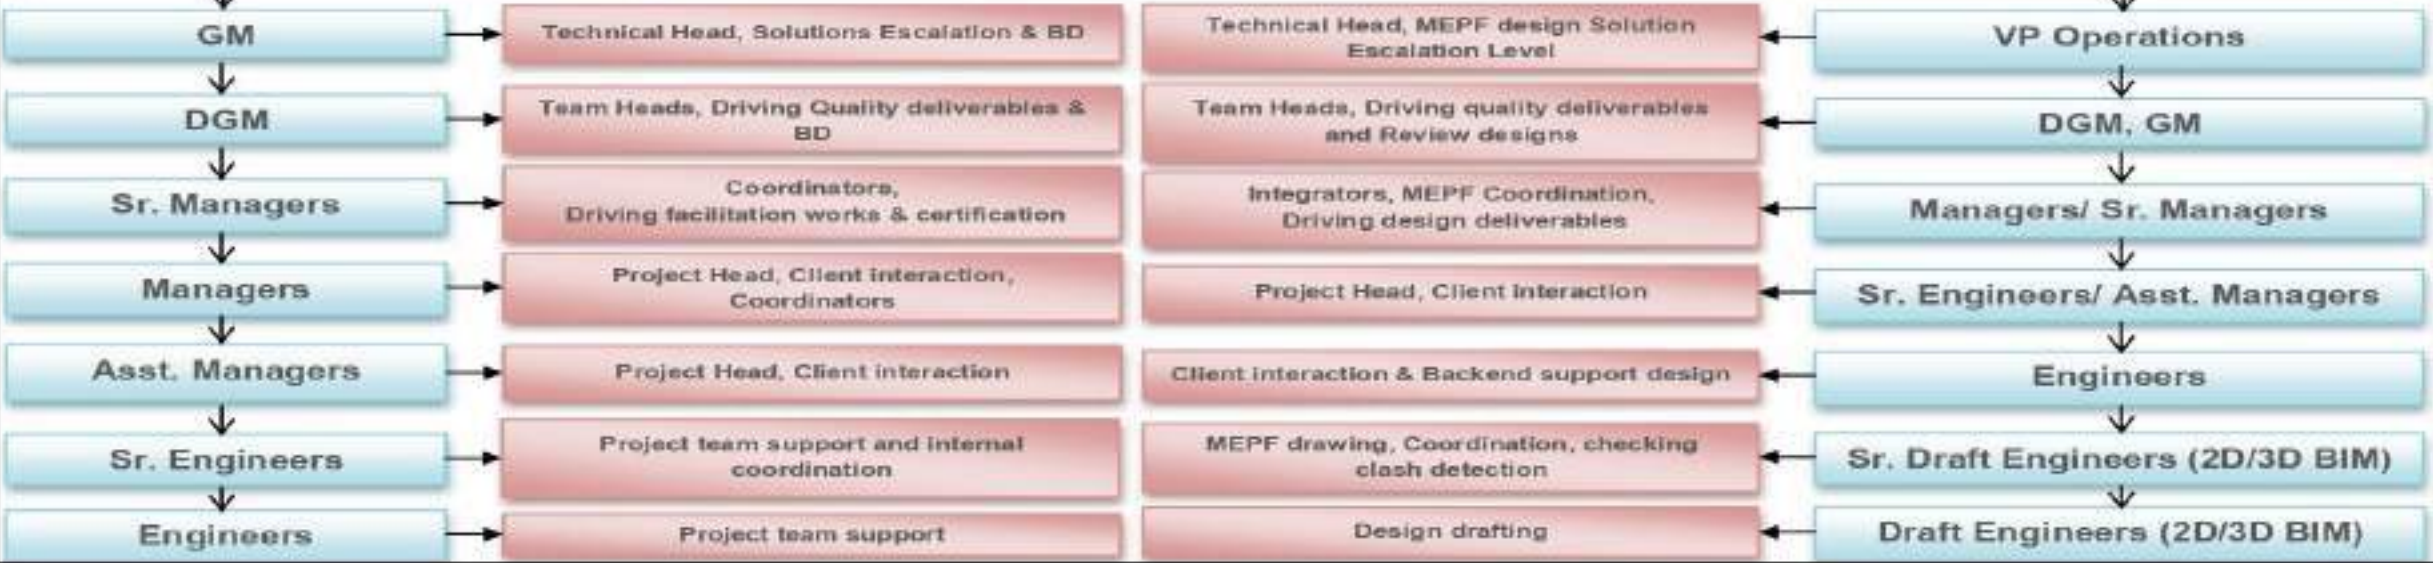 GM
Technical Head, Solutions Escalation & BD
Technical Head, MEPF design Solution
Escalation Level
VP Operations
DGM
Team Heads, Driving Quality deliverables &
BD
Team Heads, Driving quality deliverables
and Review designs
DGM, GM
Sr. Managers
Coordinators,
Driving facilitation works & certification
Integrators, MEPF Coordination,
Driving design deliverables
Managers/ Sr. Managers
Managers
Project Head, Client interaction,
Coordinators
Project Head, Client Interaction
Sr. Engineers/ Asst. Managers
Asst. Managers
Project Head, Client interaction
Client interaction & Backend support design
Engineers
Sr. Engineers
Project team support and internal
coordination
MEPF drawing, Coordination, checking
clash detection
Sr. Draft Engineers (2D/3D BIM)
Engineers
Project team support
Design drafting
Draft Engineers (2D/3D BIM)